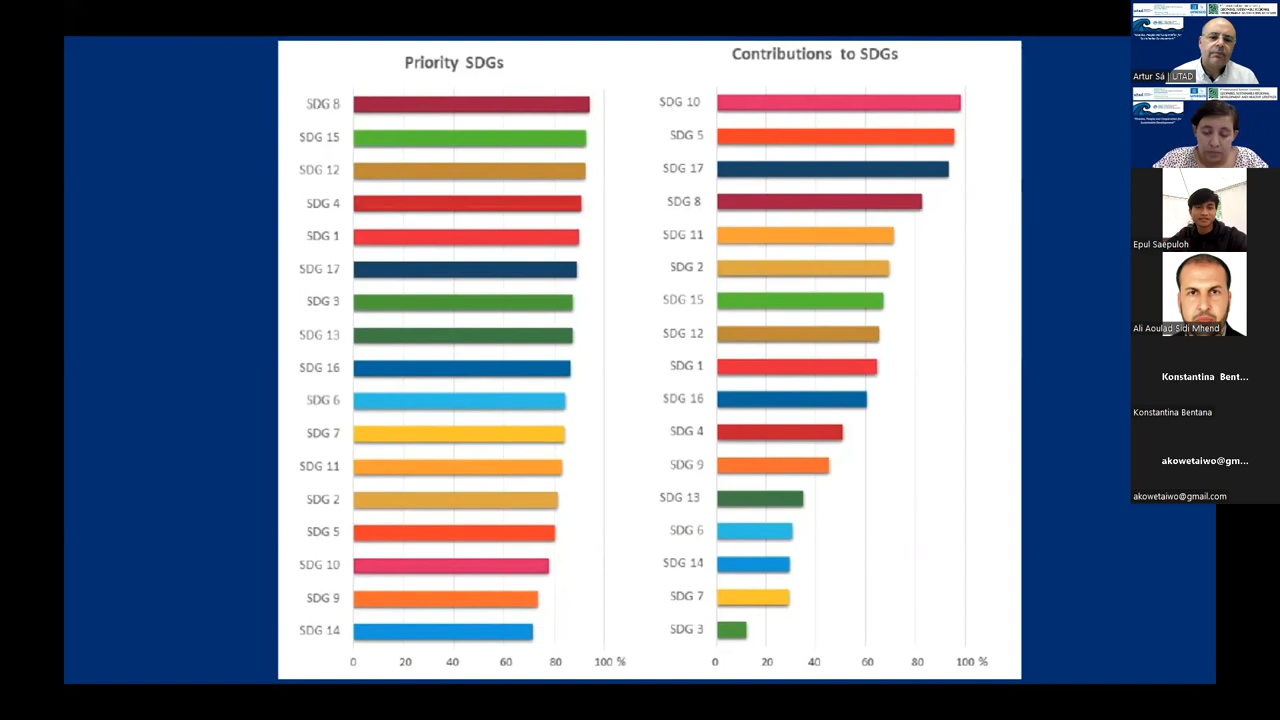 Priority SDGs
SDG 8
SDG 15
SDG 12
SDG 4
SDG 1
SDG 17
SDG 3
SDG 13
SDG 16
SDG 6
SDG 7
SDG 11
SDG 2
SDG 5
SDG 10
SDG 9
SDG 14
0 20 40 60 80 100 %
Contributions to SDGs
SDG 10
SDG 5
SDG 17
SDG 8
SDG 11
SDG 2
SDG 15
SDG 12
SDG 1
SDG 16
SDG 4
SDG 9
SDG 13
SDG 6
SDG 14
SDG 7
SDG 3
0 20 40 60 80 100 %
Artur Sá | UTAD
Epul Saepuloh
Ali Aoulad Sidi Mhend
Konstantina Bent...
Konstantina Bentana
akowetaiwo@gm...
akowetaiwo@gmail.com